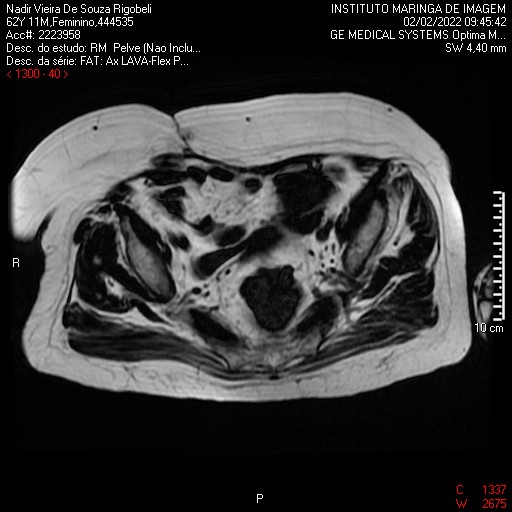 Nadir Vieira De Souza Rigobeli
62Y 11M,Feminino,444535
Acc#: 2223958
Desc. do estudo: RM Pelve (Nao Inclu...
Desc. da série: FAT: Ax LAVA-Flex P...
< 1300 - 40 >
INSTITUTO MARINGA DE IMAGEM
02/02/2022 09:45:42
GE MEDICAL SYSTEMS Optima M...
SW 4,40 mm
R
10 cm
P
C 1337
W 2675